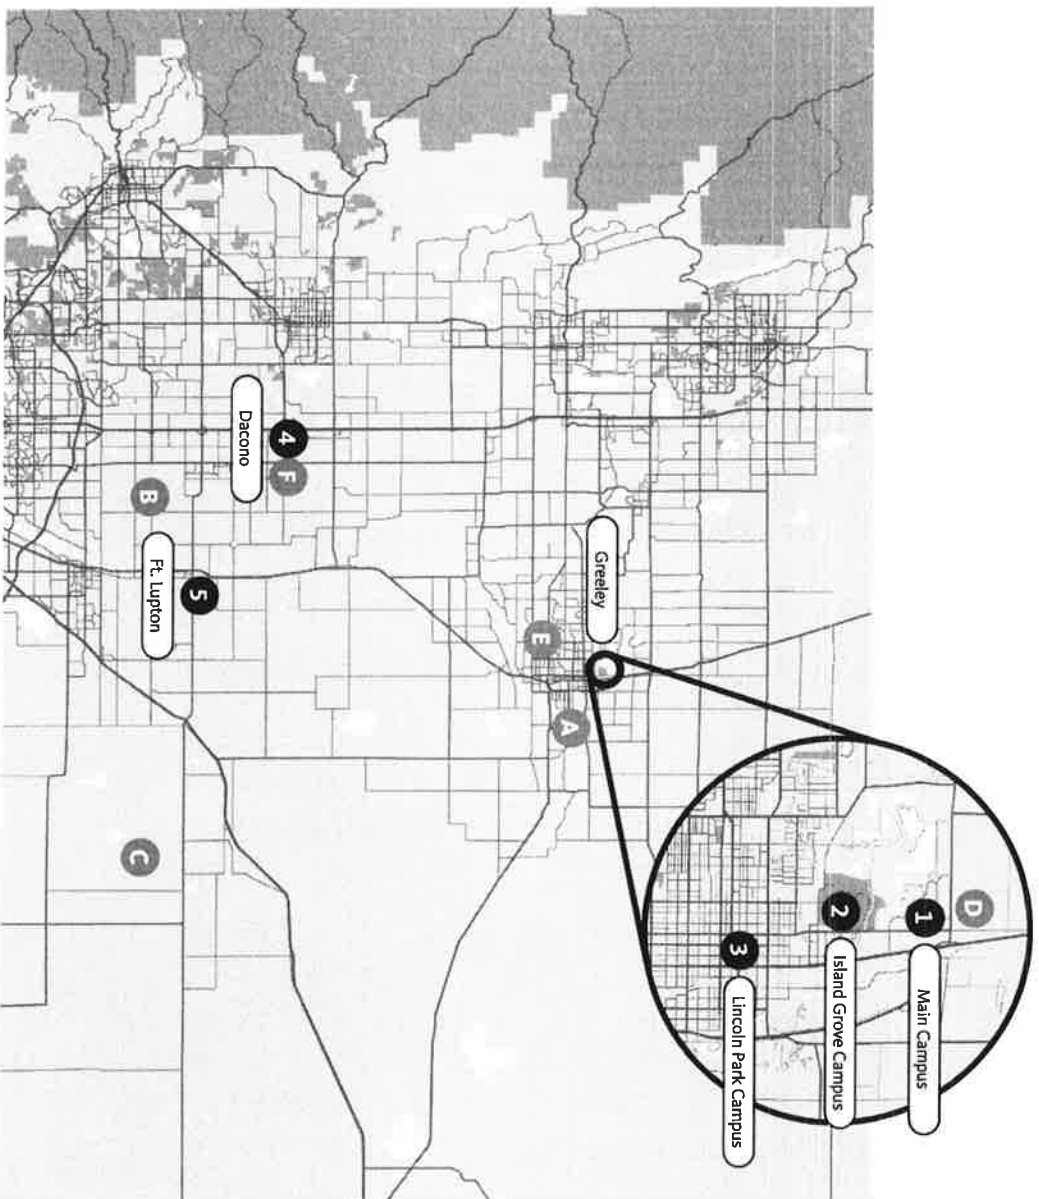 D
1
Main Campus
2
Island Grove Campus
3
Lincoln Park Campus
Greeley
E
A
4
F
Dacono
5
B
Ft. Lupton
C